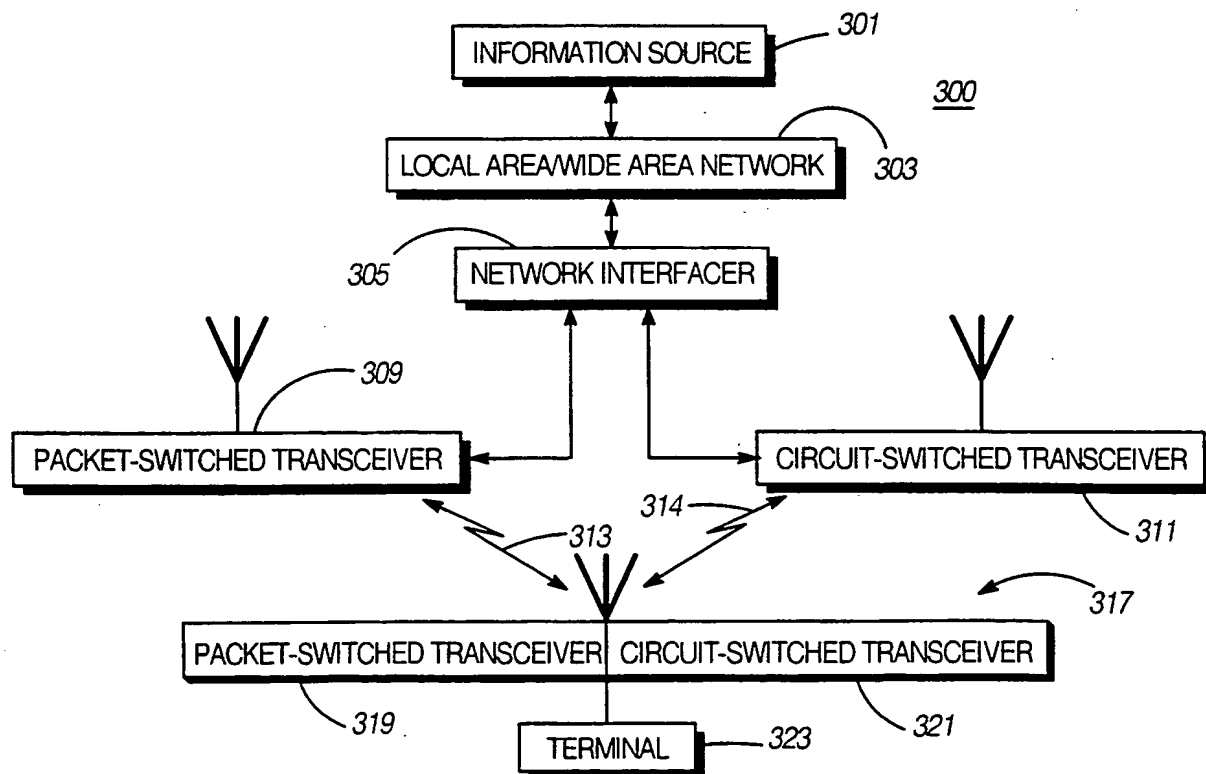 301
INFORMATION SOURCE
300
LOCAL AREA/WIDE AREA NETWORK
303
305
NETWORK INTERFACER
309
PACKET-SWITCHED TRANSCEIVER
CIRCUIT-SWITCHED TRANSCEIVER
314
313
311
317
PACKET-SWITCHED TRANSCEIVER
CIRCUIT-SWITCHED TRANSCEIVER
319
321
TERMINAL
323